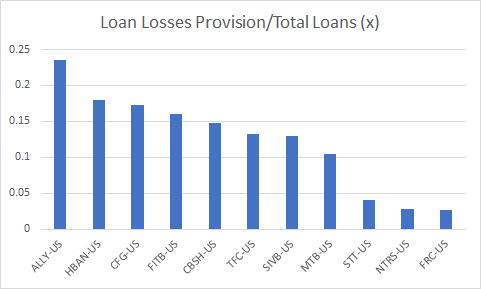 Loan Losses Provision/Total Loans (x)
0.25
0.2
0.15
0.1
0.05
0
ALLY-US
HBAN-US
CFG-US
FITB-US
CBSH-US
TFC-US
SIVB-US
MTB-US
STT-US
NTRS-US
FRC-US